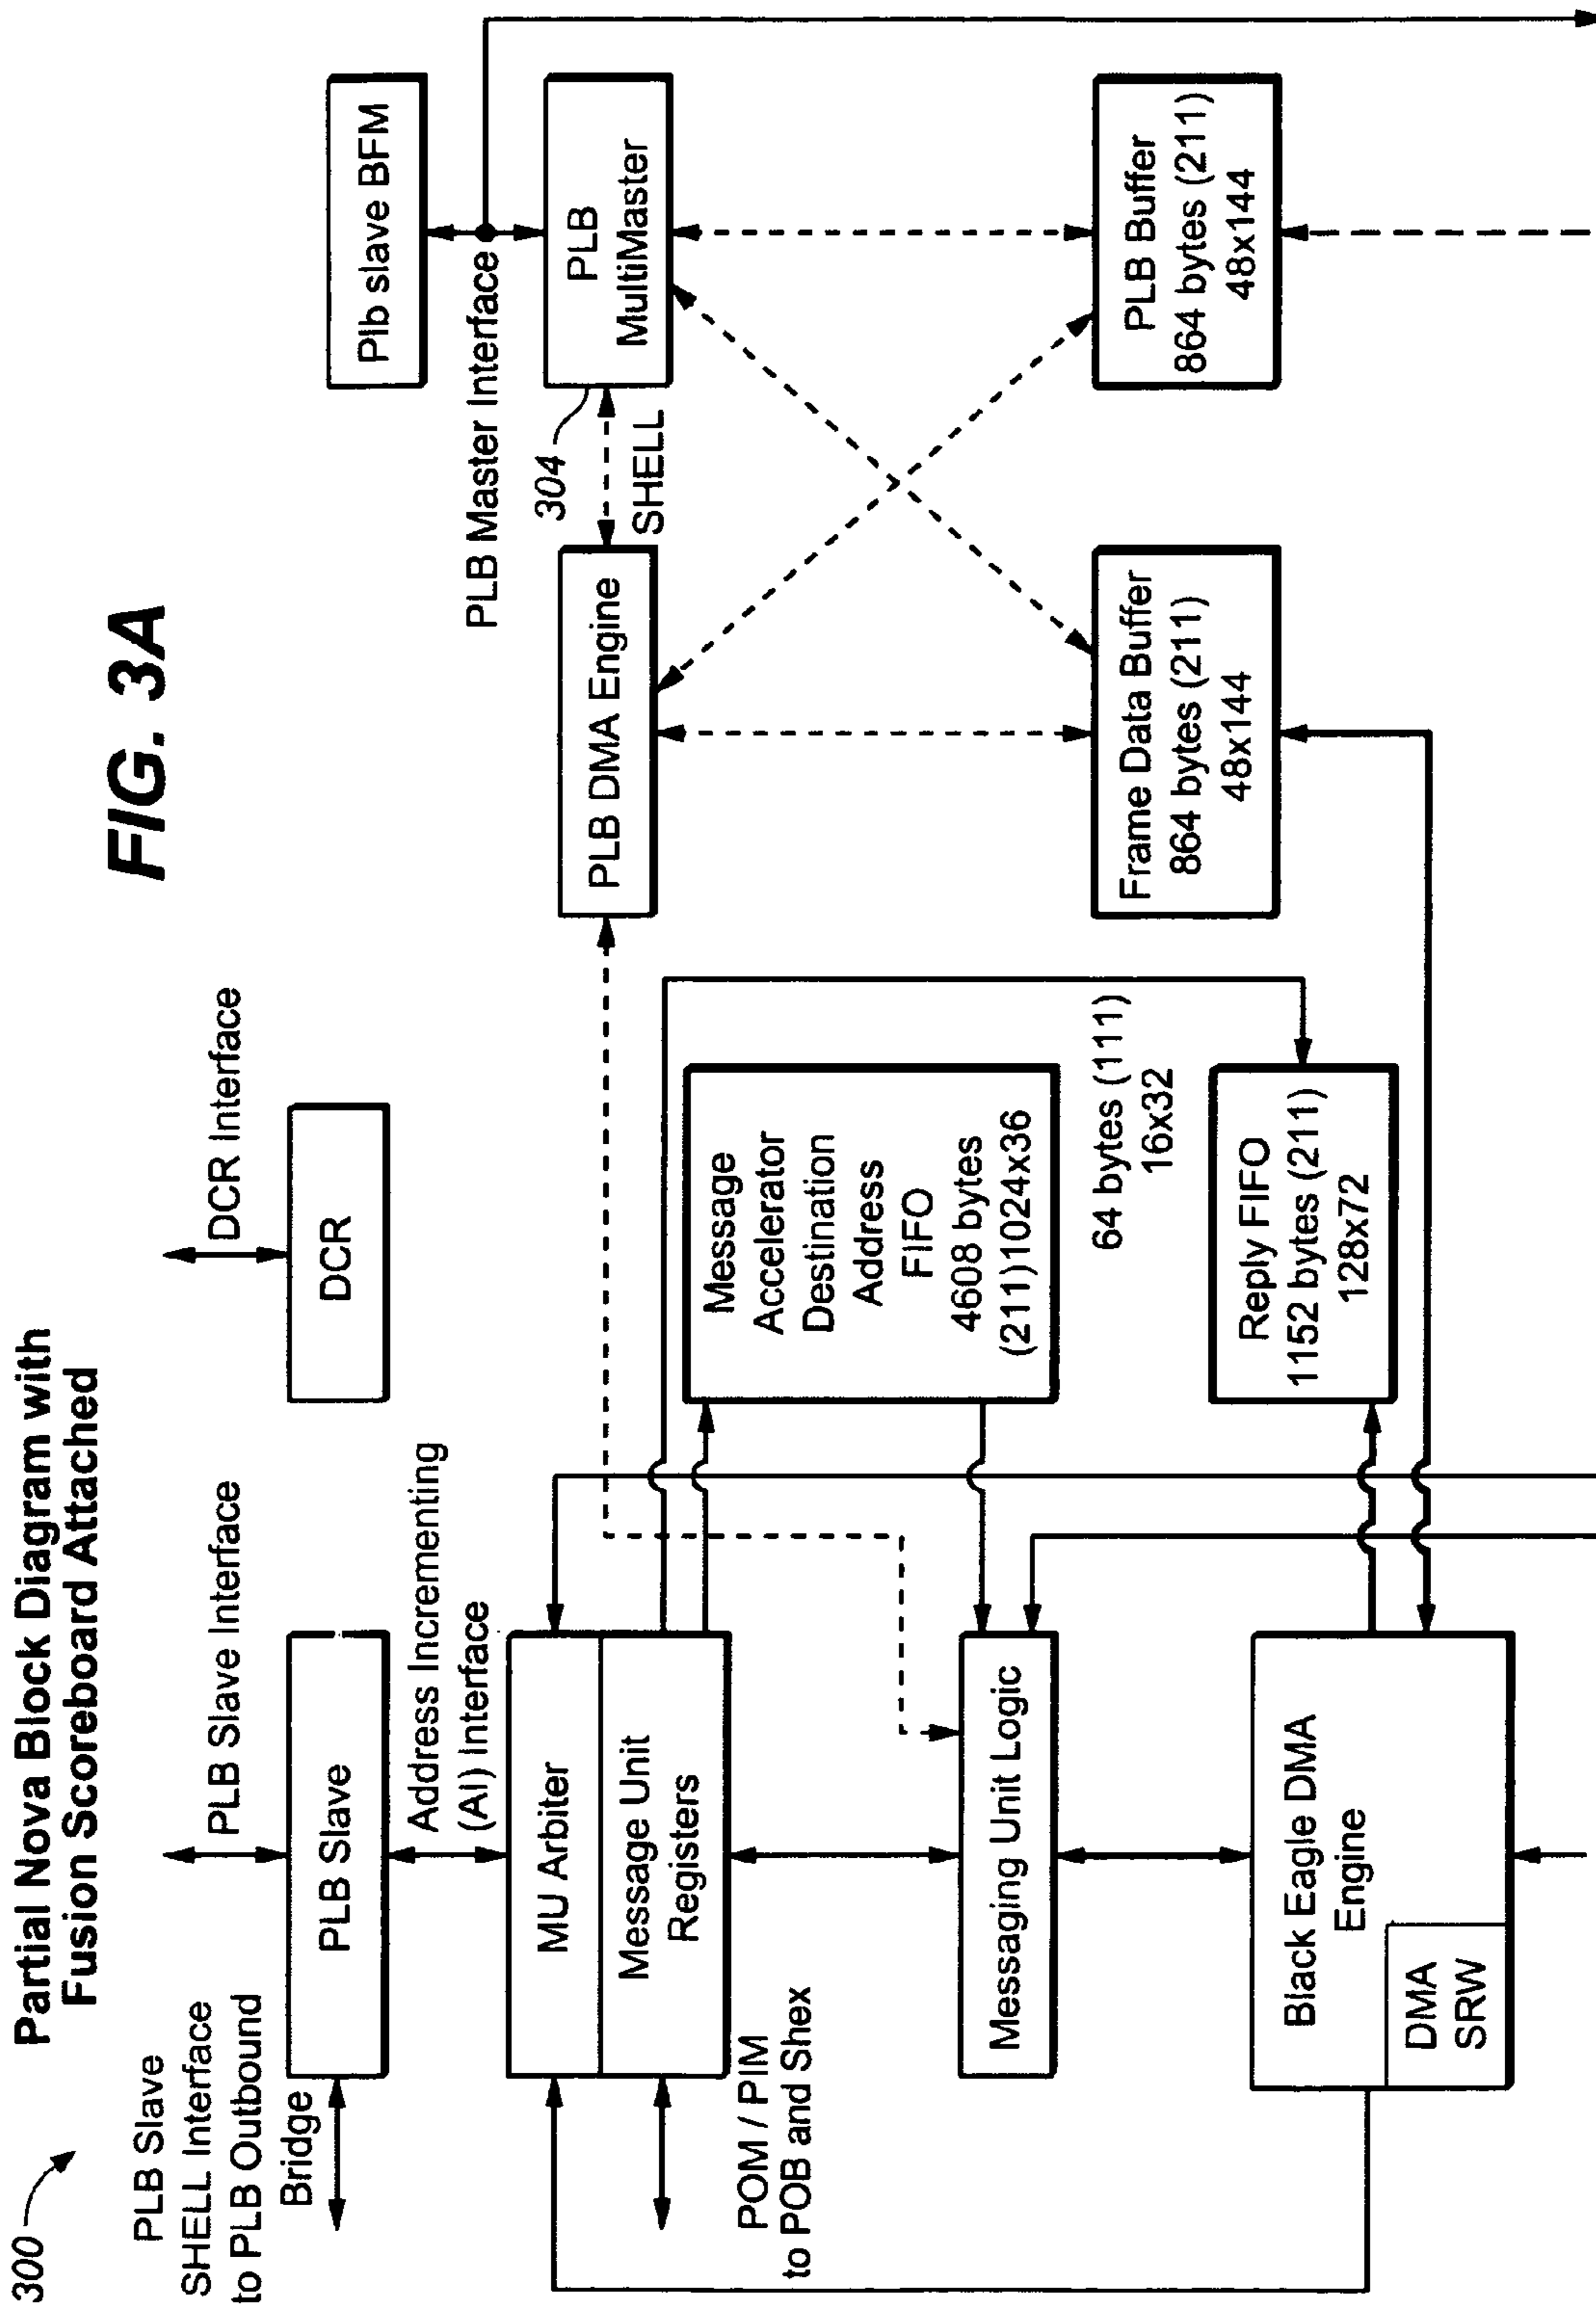 300
Partial Nova Block Diagram with
Fusion Scoreboard Attached
FIG. 3A
PLB Slave
SHELL Interface
to PLB Outbound
Bridge
PLB Slave Interface
PLB Slave
DCR Interface
DCR
Plb slave BFM
PLB Master Interface
Address Incrementing
(AI) Interface
MU Arbiter
Message Unit
Registers
POM / PIM
to POB and Shex
PLB DMA Engine
304
SHELL
PLB
MultiMaster
Message
Accelerator
Destination
Address
FIFO
4608 bytes
(211)1024x36
64 bytes (111)
16x32
Messaging Unit Logic
Reply FIFO
1152 bytes (211)
128x72
Frame Data Buffer
864 bytes (211)
48x144
PLB Buffer
864 bytes (211)
48x144
Black Eagle DMA
Engine
DMA
SRW